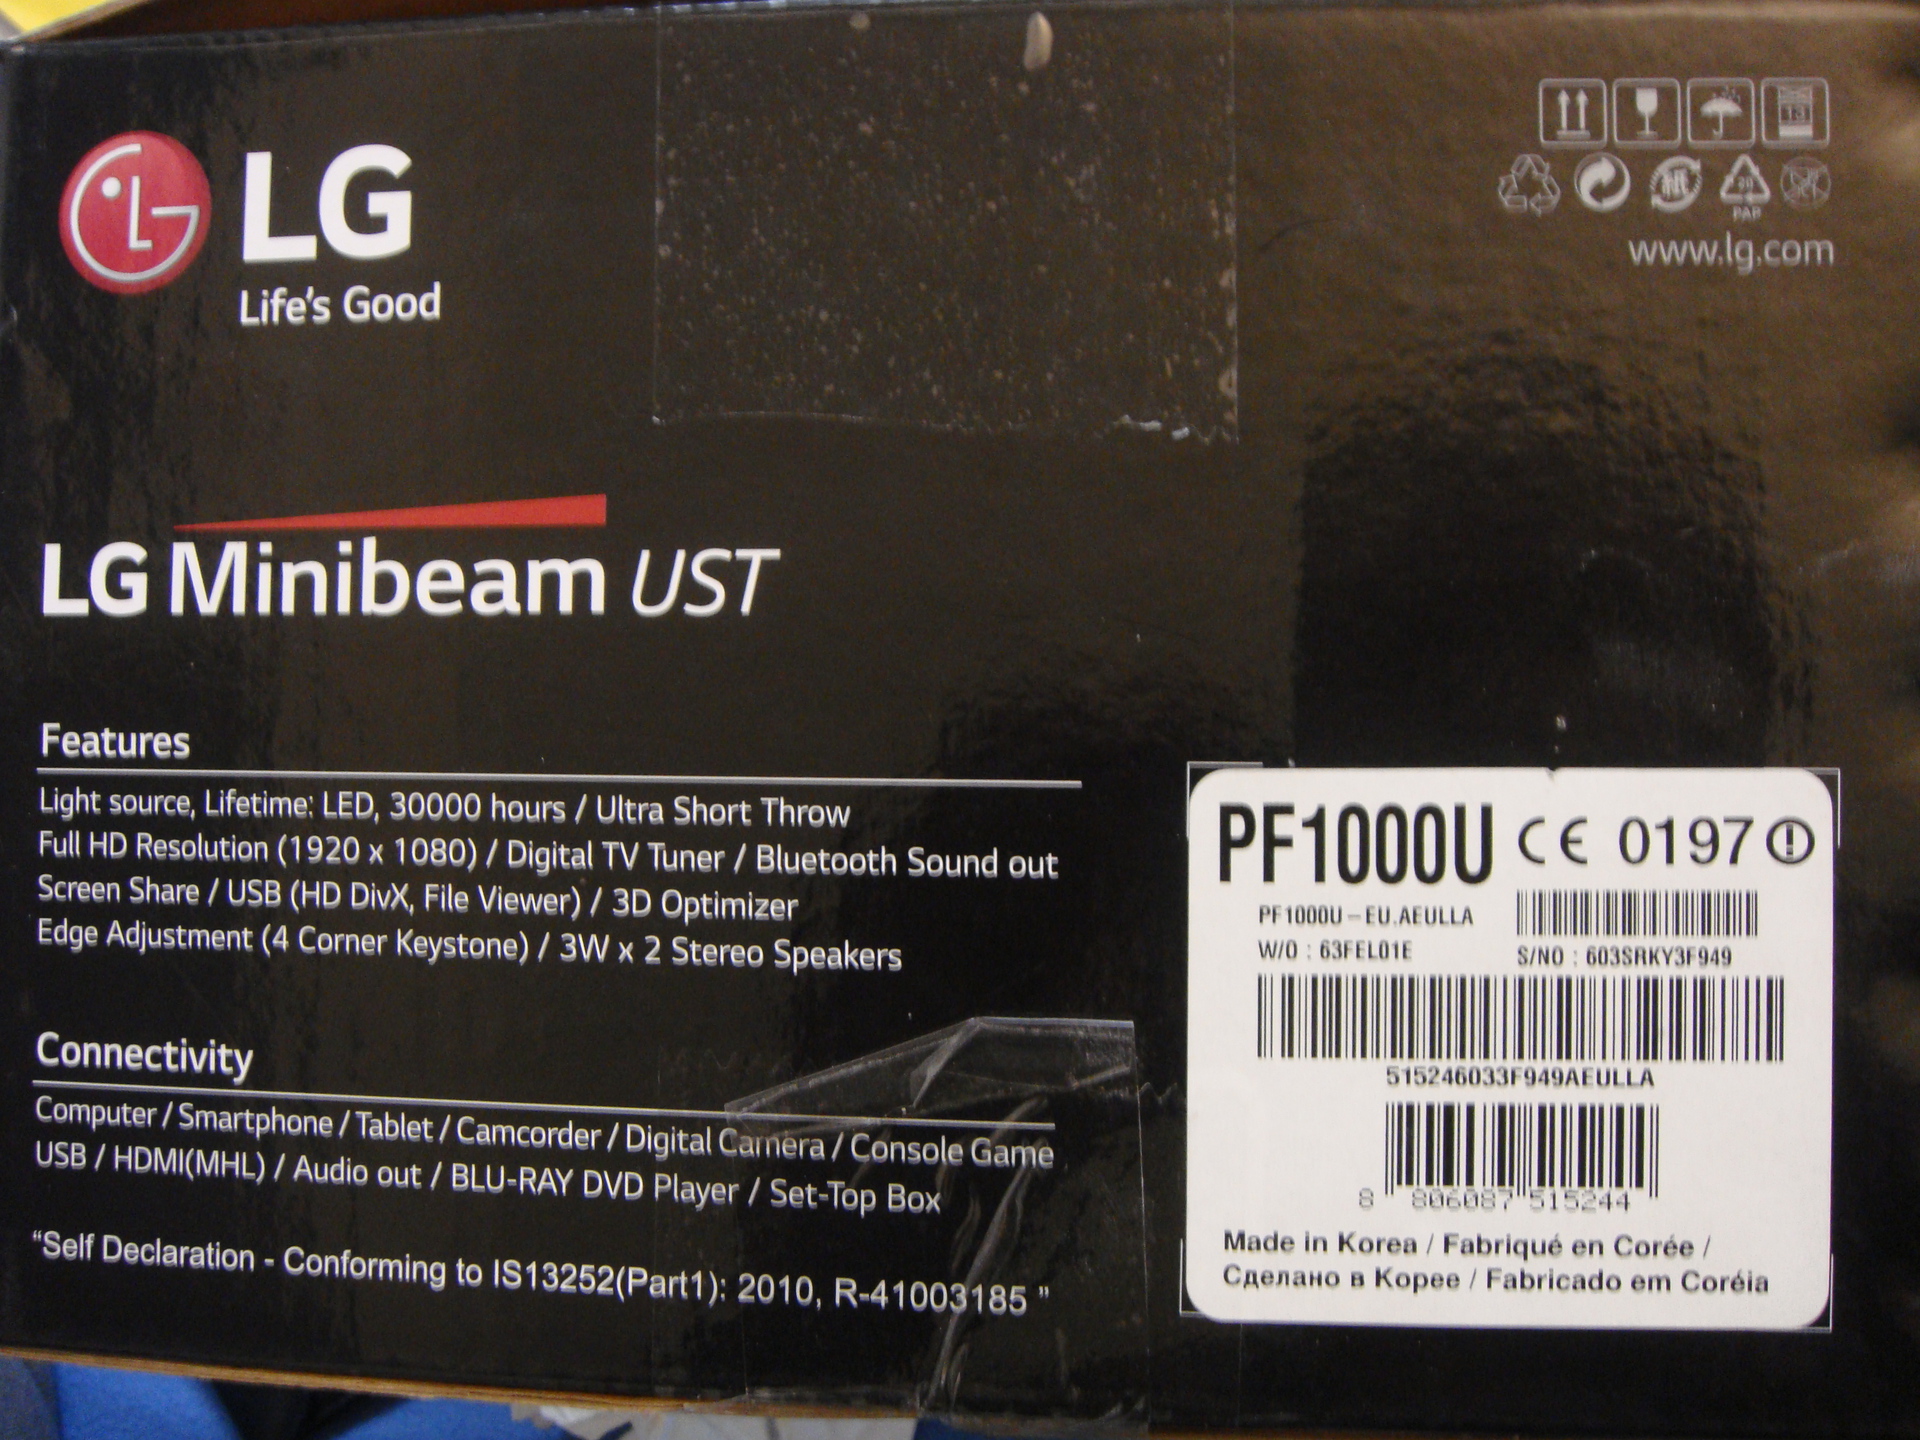 LG
Life's Good
13
20
PAP
www.lg.com
LG Minibeam UST
Features
Light source, Lifetime: LED, 30000 hours / Ultra Short Throw
Full HD Resolution (1920 x 1080) / Digital TV Tuner / Bluetooth Sound out
Screen Share / USB (HD DivX, File Viewer) / 3D Optimizer
Edge Adjustment (4 Corner Keystone) / 3W x 2 Stereo Speakers
Connectivity
Computer / Smartphone / Tablet / Camcorder / Digital Camera / Console Game
USB / HDMI(MHL) / Audio out / BLU-RAY DVD Player / Set-Top Box
“Self Declaration - Conforming to IS13252(Part1): 2010, R-41003185 ”
PF1000U CE 0197
PF1000U-EU.AEULLA
W/O : 63FEL01E S/NO : 603SRKY3F949
515246033F949AEULLA
8 806087 515244
Made in Korea / Fabriqué en Corée /
Сделано в Корее / Fabricado em Coréia